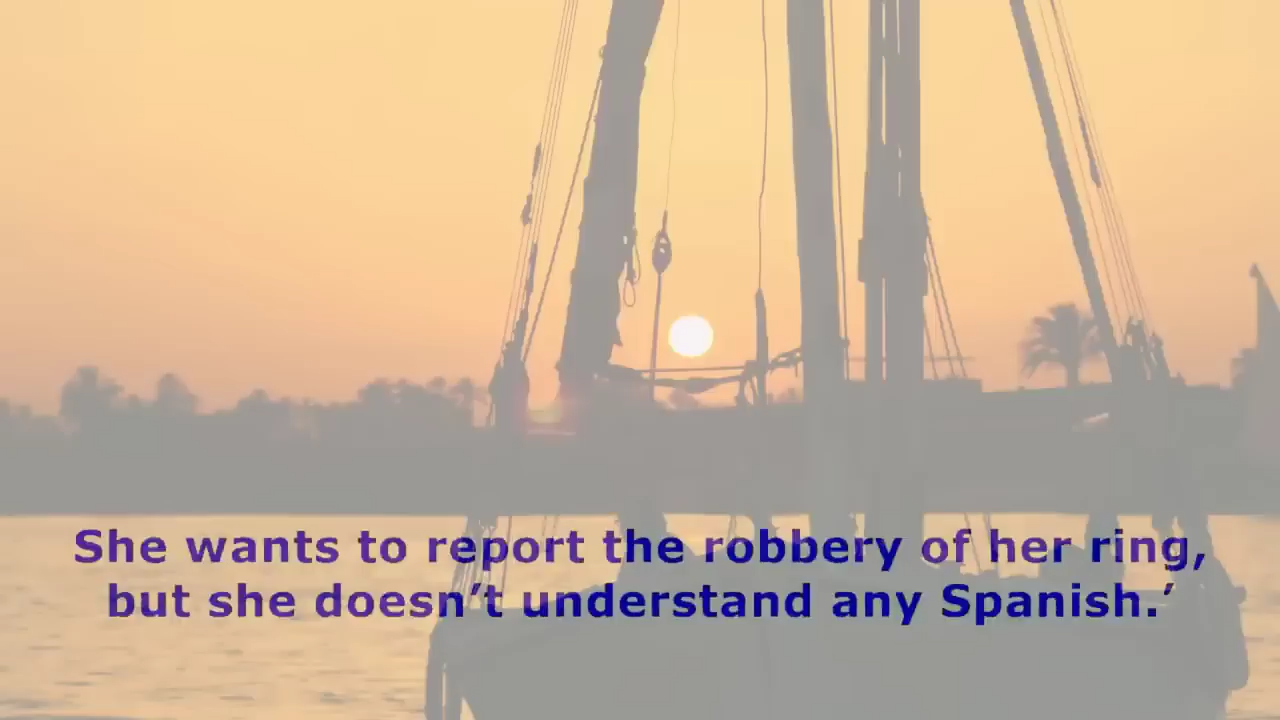 She wants to report the robbery of her ring,
but she doesn’t understand any Spanish.’